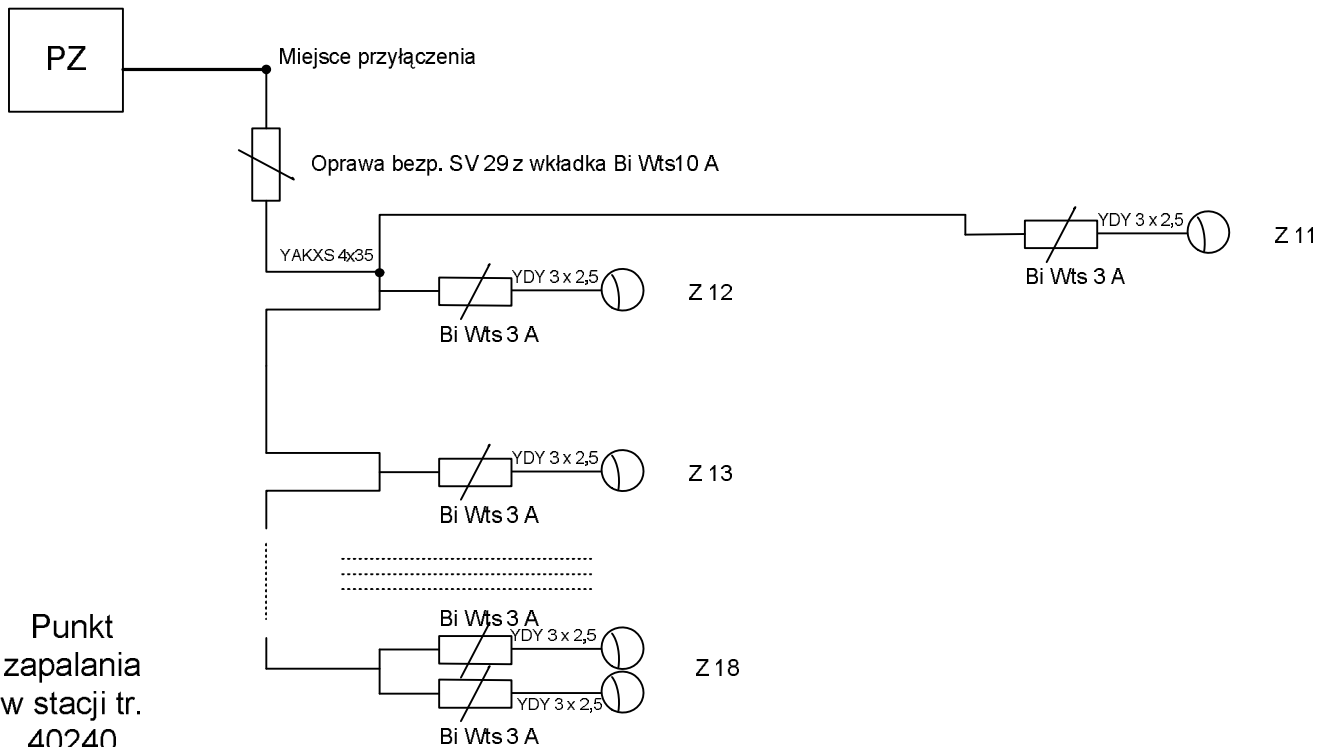 PZ
Miejsce przyłączenia
Oprawa bezp. SV 29 z wkładka Bi Wts10 A
YAKXS 4x35
YDY 3 x 2,5
Z 11
Bi Wts 3 A
YDY 3 x 2,5
Z 12
Bi Wts 3 A
YDY 3 x 2,5
Z 13
Bi Wts 3 A
Bi Wts 3 A
YDY 3 x 2,5
Z 18
YDY 3 x 2,5
Bi Wts 3 A
Punkt
zapalania
w stacji tr.
40240